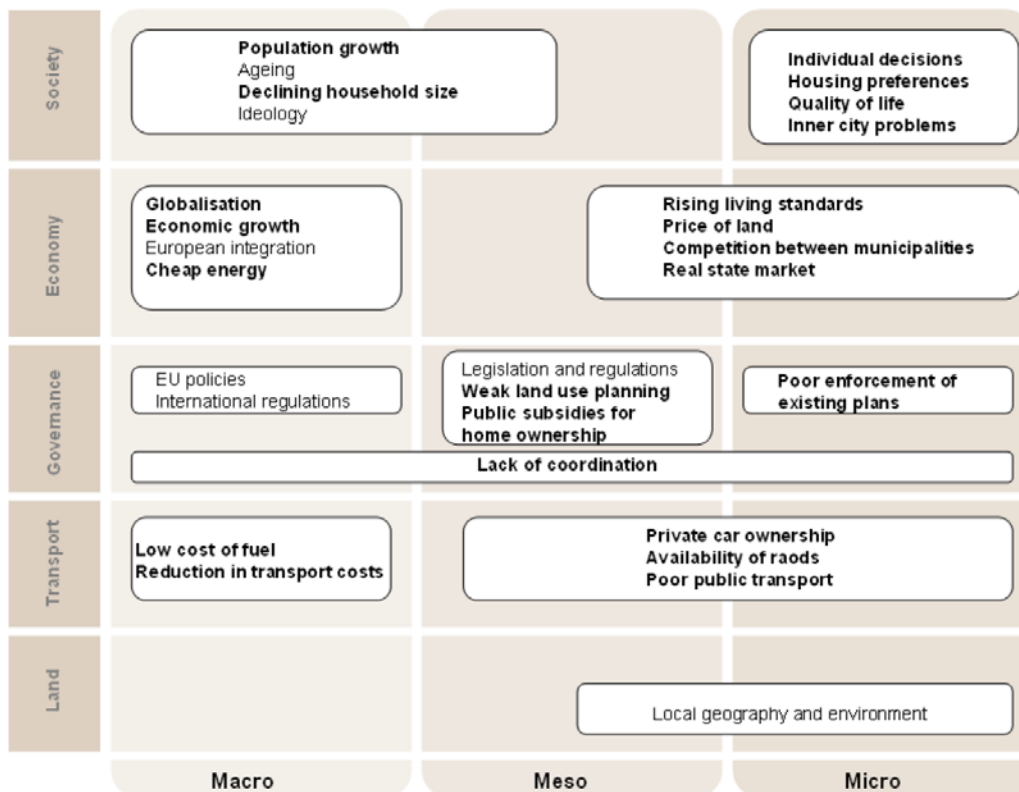 Society
Population growth
Ageing
Declining household size
Ideology
Individual decisions
Housing preferences
Quality of life
Inner city problems
Economy
Globalisation
Economic growth
European integration
Cheap energy
Rising living standards
Price of land
Competition between municipalities
Real state market
Governance
EU policies
International regulations
Legislation and regulations
Weak land use planning
Public subsidies for
home ownership
Poor enforcement of
existing plans
Lack of coordination
Transport
Low cost of fuel
Reduction in transport costs
Private car ownership
Availability of raods
Poor public transport
Land
Local geography and environment
Macro
Meso
Micro